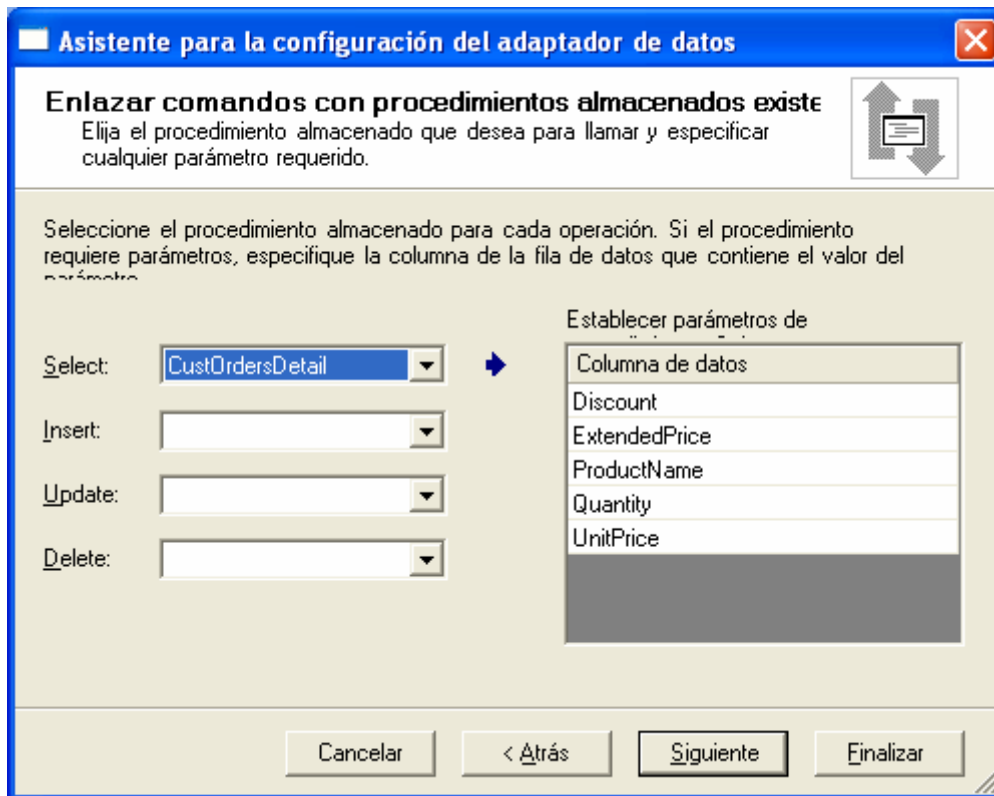 Asistente para la configuración del adaptador de datos
Enlazar comandos con procedimientos almacenados existe
Elija el procedimiento almacenado que desea para llamar y especificar
cualquier parámetro requerido.
Seleccione el procedimiento almacenado para cada operación. Si el procedimiento
requiere parámetros, especifique la columna de la fila de datos que contiene el valor del
parámetro
Establecer parámetros de
Select:
CustOrdersDetail
Columna de datos
Discount
Insert:
ExtendedPrice
ProductName
Update:
Quantity
UnitPrice
Delete:
Cancelar
< Atrás
Siguiente
Finalizar